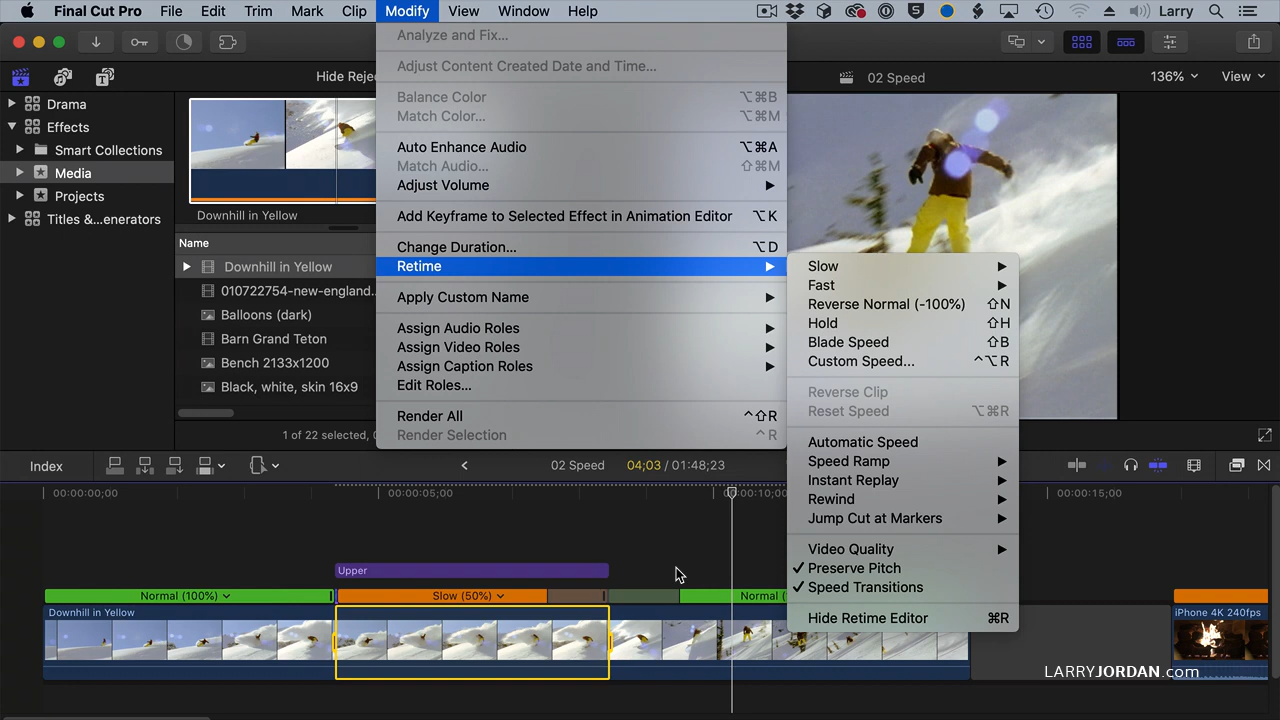 Final Cut Pro File Edit Trim Mark Clip Modify View Window Help Larry
Hide Rejec
02 Speed
136%
View
Drama
Effects
Smart Collections
Media
Projects
Titles &...enerators
Downhill in Yellow
Name
Downhill in Yellow
010722754-new-england...
Balloons (dark)
Barn Grand Teton
Bench 2133x1200
Black, white, skin 16x9
1 of 22 selected,
Analyze and Fix...
Adjust Content Created Date and Time...
Balance Color ⌥⌘B
Match Color... ⌥⌘M
Auto Enhance Audio ⌥⌘A
Match Audio... ⇧⌘M
Adjust Volume
Add Keyframe to Selected Effect in Animation Editor ⌥K
Change Duration... ⌥D
Retime
Apply Custom Name
Assign Audio Roles
Assign Video Roles
Assign Caption Roles
Edit Roles...
Render All ^⇧R
Render Selection ^R
Slow
Fast
Reverse Normal (-100%) ⇧N
Hold ⇧H
Blade Speed ⇧B
Custom Speed... ^⌥R
Reverse Clip
Reset Speed ⌥⌘R
Automatic Speed
Speed Ramp
Instant Replay
Rewind
Jump Cut at Markers
Video Quality
✓ Preserve Pitch
✓ Speed Transitions
Hide Retime Editor ⌘R
Index
02 Speed
04;03 / 01:48;23
00:00:00;00
00:00:05;00
00:00:10;00
00:00:15;00
Upper
Normal (100%)
Slow (50%)
Normal (
Downhill in Yellow
iPhone 4K 240fps
LARRYJORDAN.com